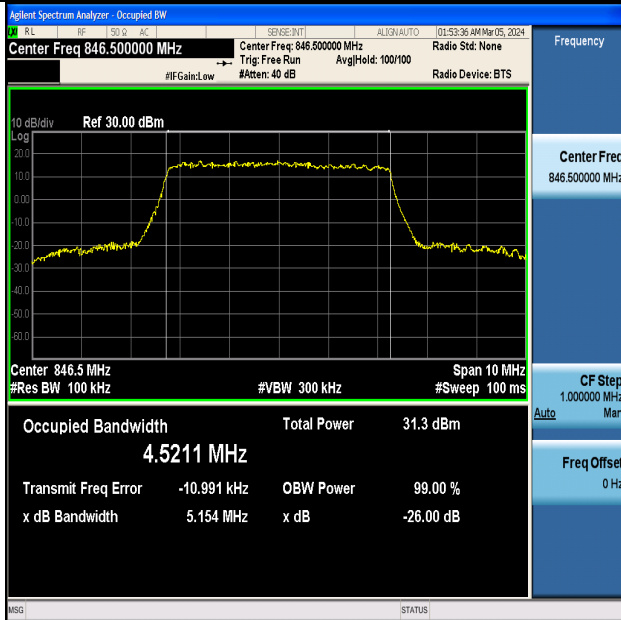 Agilent Spectrum Analyzer - Occupied BW
LXI RL RF 50 Ω AC SENSE:INT ALIGN AUTO 01:53:36 AM Mar 05, 2024
Center Freq 846.500000 MHz
Center Freq: 846.500000 MHz
Radio Std: None
Trig: Free Run Avg|Hold: 100/100
#IFGain:Low
#Atten: 40 dB
Radio Device: BTS
10 dB/div Ref 30.00 dBm
Log
20.0
10.0
0.00
-10.0
-20.0
-30.0
-40.0
-50.0
-60.0
Center 846.5 MHz
Span 10 MHz
#Res BW 100 kHz
#VBW 300 kHz
#Sweep 100 ms
Occupied Bandwidth
4.5211 MHz
Total Power 31.3 dBm
Transmit Freq Error -10.991 kHz
OBW Power 99.00 %
x dB Bandwidth 5.154 MHz
x dB -26.00 dB
MSG
STATUS
Frequency
Center Freq
846.500000 MHz
CF Step
1.000000 MHz
Auto Man
Freq Offset
0 Hz